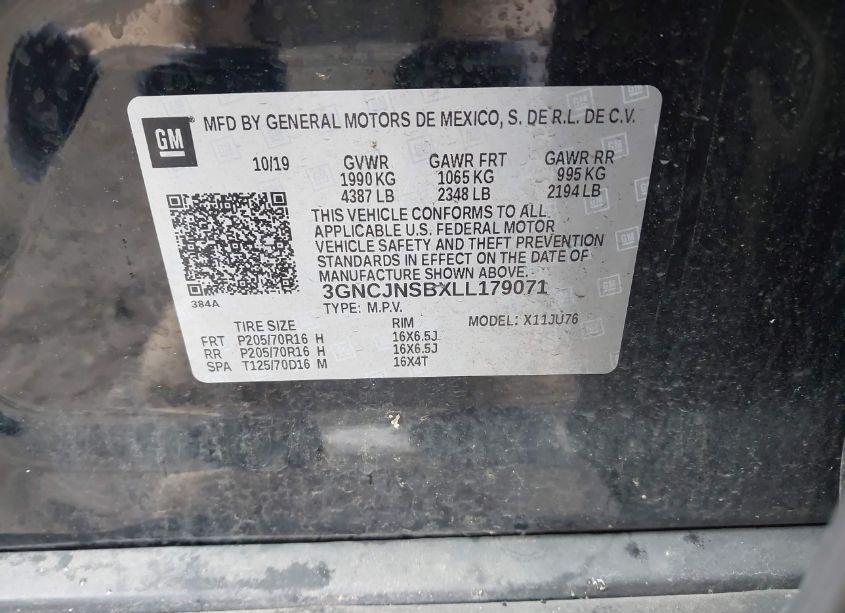 GM
MFD BY GENERAL MOTORS DE MEXICO, S. DE R.L. DE C.V.
10/19 GVWR GAWR FRT GAWR RR
1990 KG 1065 KG 995 KG
4387 LB 2348 LB 2194 LB
THIS VEHICLE CONFORMS TO ALL
APPLICABLE U.S. FEDERAL MOTOR
VEHICLE SAFETY AND THEFT PREVENTION
STANDARDS IN EFFECT ON THE DATE OF
MANUFACTURE SHOWN ABOVE.
384A
3GNCJNSBXLL179071
TYPE: M.P.V. MODEL: X11JU76
TIRE SIZE RIM
FRT P205/70R16 H 16X6.5J
RR P205/70R16 H 16X6.5J
SPA T125/70D16 M 16X4T